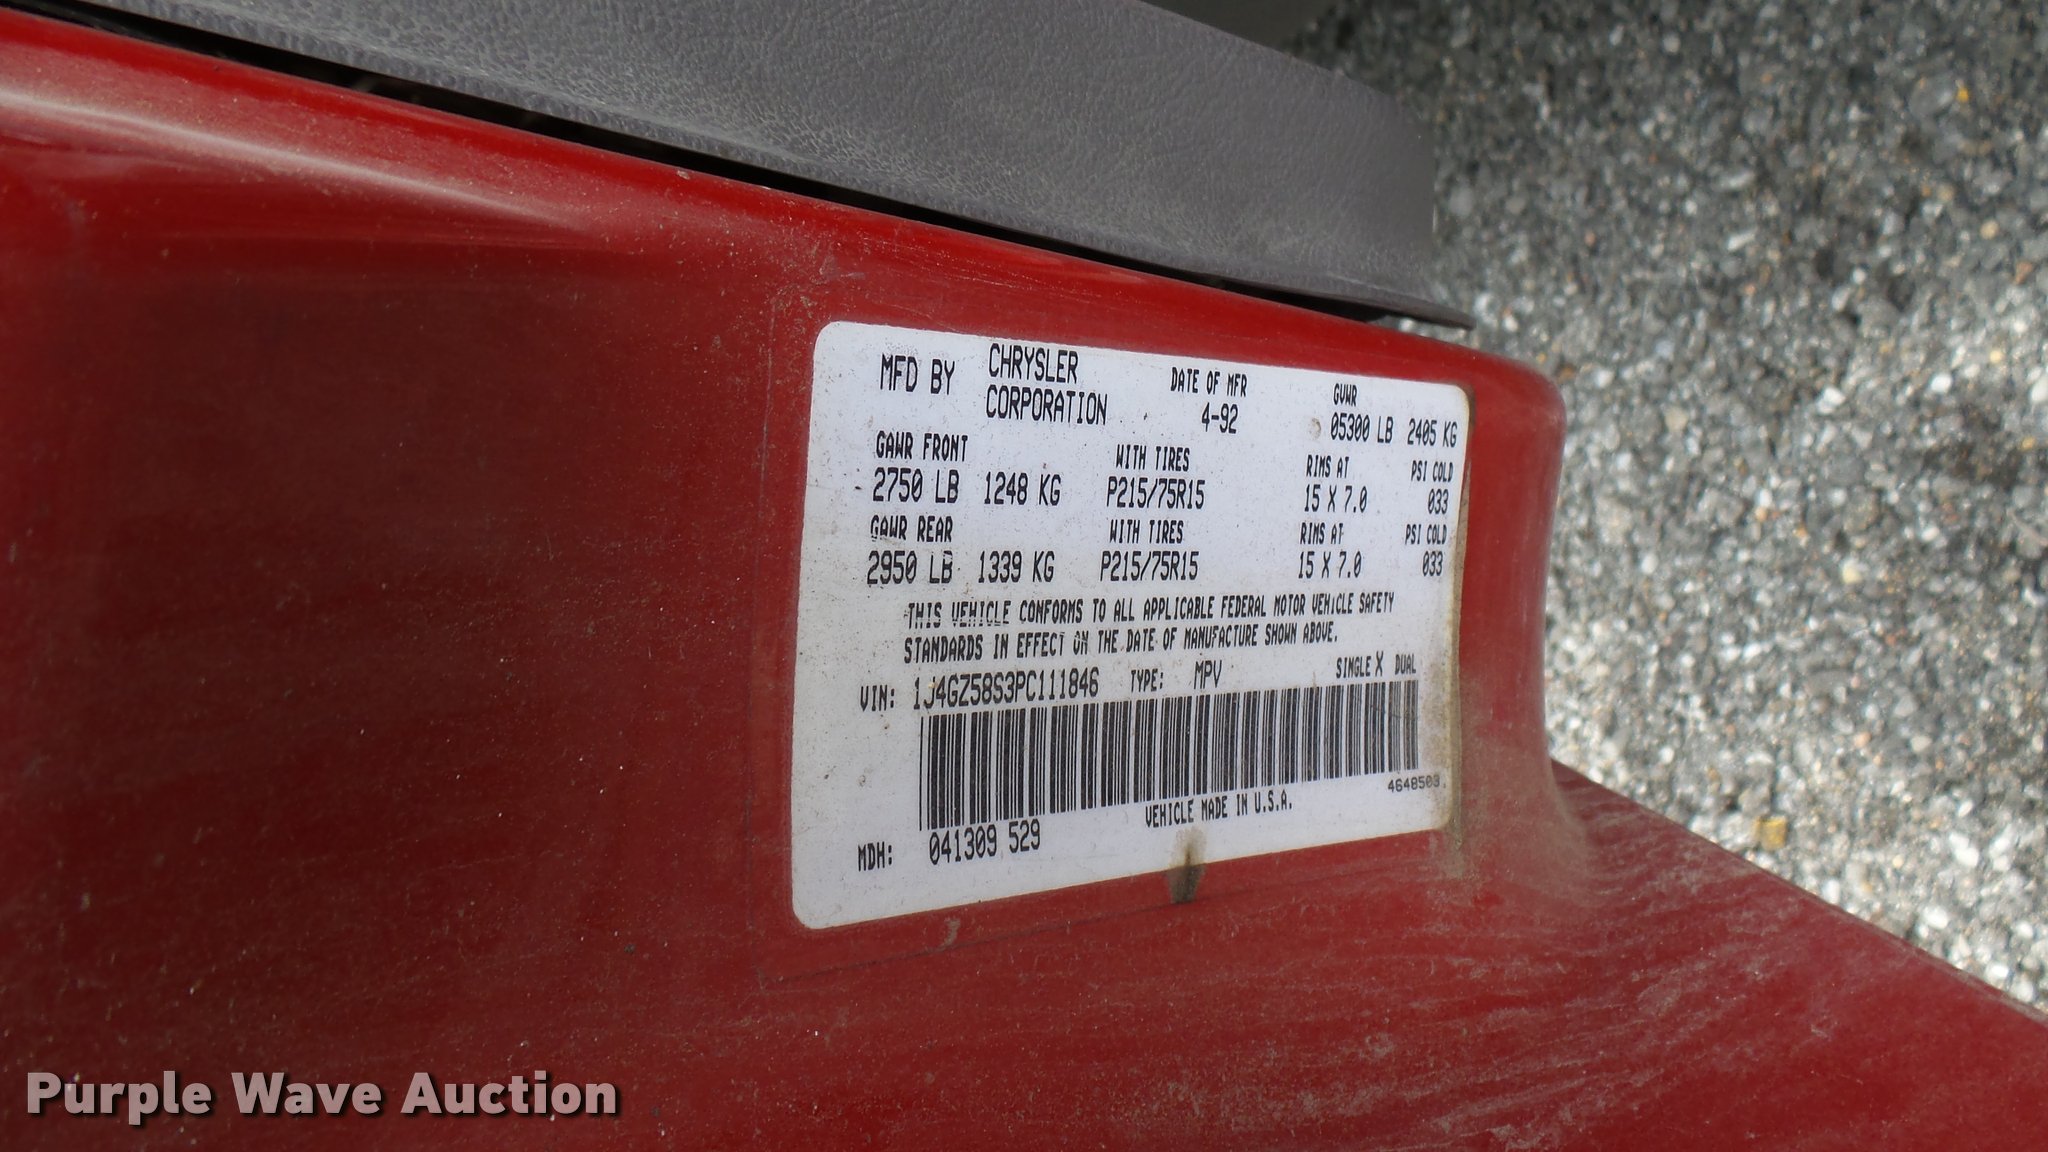 MFD BY CHRYSLER CORPORATION DATE OF MFR 4-92 GVWR 05300 LB 2405 KG
GAWR FRONT WITH TIRES RIMS AT PSI COLD
2750 LB 1248 KG P215/75R15 15 X 7.0 033
GAWR REAR WITH TIRES RIMS AT PSI COLD
2950 LB 1339 KG P215/75R15 15 X 7.0 033
THIS VEHICLE CONFORMS TO ALL APPLICABLE FEDERAL MOTOR VEHICLE SAFETY
STANDARDS IN EFFECT ON THE DATE OF MANUFACTURE SHOWN ABOVE.
VIN: 1J4GZ58S3PC111846 TYPE: MPV SINGLE X DUAL
4648503
VEHICLE MADE IN U.S.A.
MDH: 041309 529
Purple Wave Auction